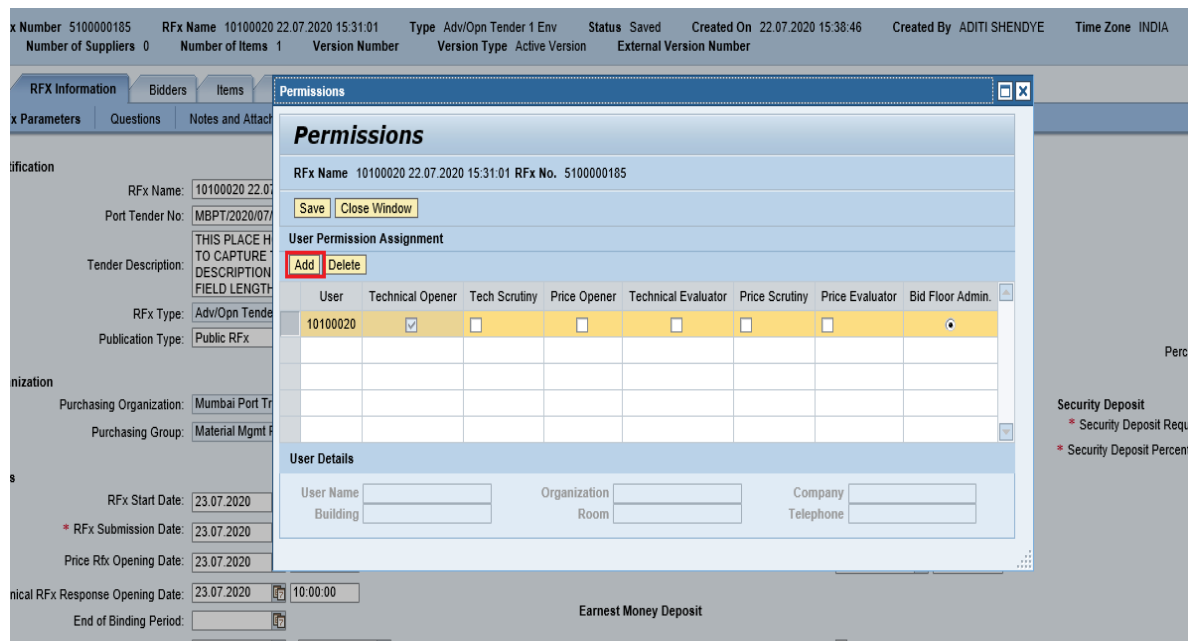 x Number 5100000185 RFx Name 10100020 22.07.2020 15:31:01 Type Adv/Opn Tender 1 Env Status Saved Created On 22.07.2020 15:38:46 Created By ADITI SHENDYE Time Zone INDIA
Number of Suppliers 0 Number of Items 1 Version Number Version Type Active Version External Version Number
RFX Information Bidders Items
x Parameters Questions Notes and Attach
Permissions
Permissions
RFx Name 10100020 22.07.2020 15:31:01 RFx No. 5100000185
Save Close Window
User Permission Assignment
Add Delete
User Technical Opener Tech Scrutiny Price Opener Technical Evaluator Price Scrutiny Price Evaluator Bid Floor Admin.
10100020
User Details
User Name Organization Company
Building Room Telephone
tification
RFx Name: 10100020 22.07
Port Tender No: MBPT/2020/07/
Tender Description: THIS PLACE H
TO CAPTURE
DESCRIPTION
FIELD LENGTH
RFx Type: Adv/Opn Tende
Publication Type: Public RFx
Perc
nization
Purchasing Organization: Mumbai Port Tr
Purchasing Group: Material Mgmt
Security Deposit
* Security Deposit Requ
* Security Deposit Percent
s
RFx Start Date: 23.07.2020
* RFx Submission Date: 23.07.2020
Price Rfx Opening Date: 23.07.2020
nical RFx Response Opening Date: 23.07.2020 10:00:00
End of Binding Period:
Earnest Money Deposit